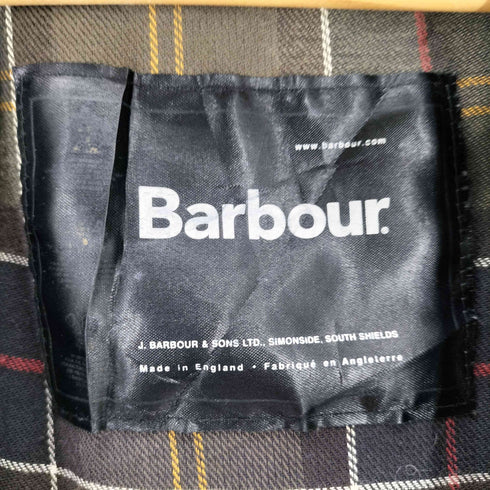 www.barbour.com
Barbour.
J. BARBOUR & SONS LTD., SIMONSIDE, SOUTH SHIELDS
Made in England • Fabriqué en Angleterre